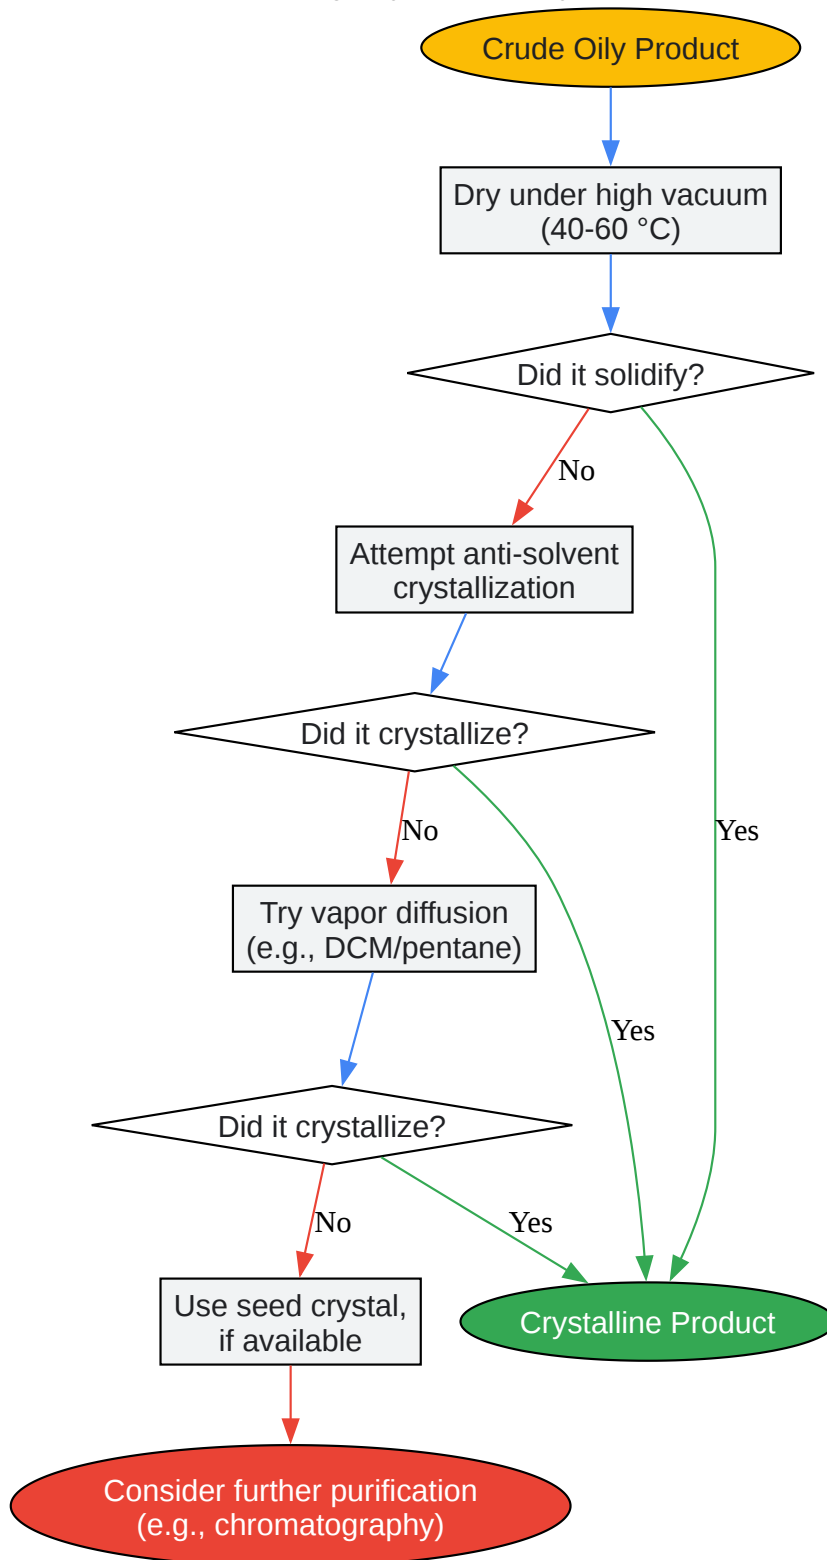 Crude Oily Product
Dry under high vacuum
(40-60 °C)
Did it solidify?
No
Attempt anti-solvent
crystallization
Did it crystallize?
No
Yes
Try vapor diffusion
(e.g., DCM/pentane)
Yes
Did it crystallize?
No
Yes
Use seed crystal,
if available
Crystalline Product
Consider further purification
(e.g., chromatography)